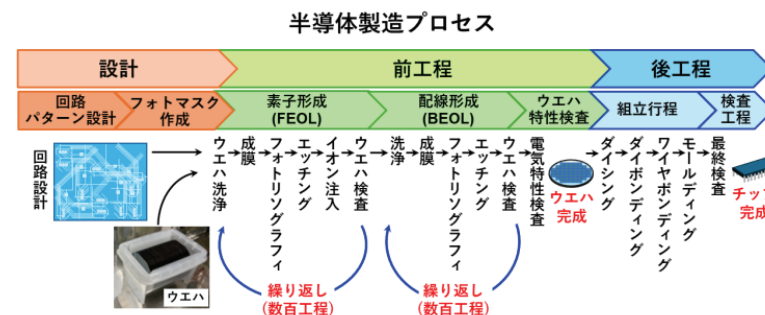 半導体製造プロセス
設計
前工程
後工程
回路
パターン設計
フォトマスク
作成
素子形成
(FEOL)
配線形成
(BEOL)
ウエハ
特性検査
組立行程
検査
工程
回路設計
ウエハ洗浄
成膜
フォトリソグラフィ
エッチング
イオン注入
ウエハ検査
洗浄
成膜
フォトリソグラフィ
エッチング
ウエハ検査
電気特性検査
ウエハ
完成
ダイシング
ダイボンディング
ワイヤボンディング
モールディング
最終検査
チップ
完成
ウエハ
繰り返し
(数百工程)
繰り返し
(数百工程)